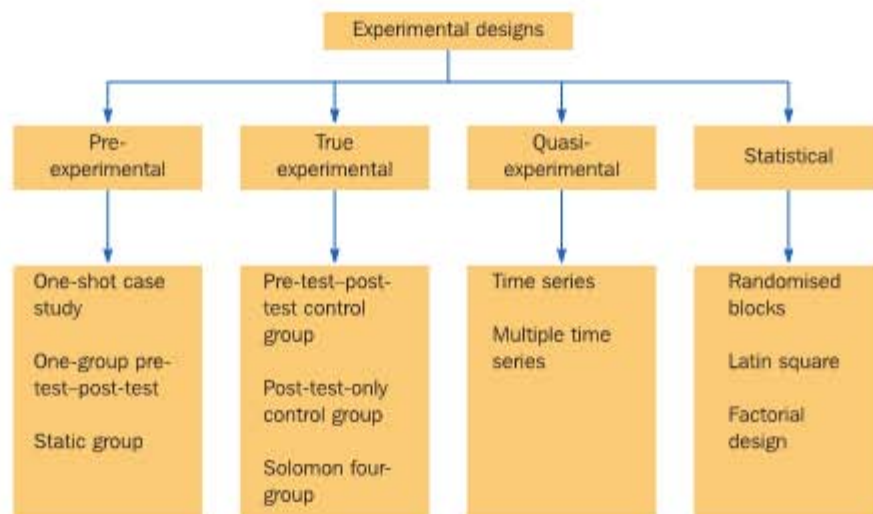 Experimental designs
Pre-
experimental
True
experimental
Quasi-
experimental
Statistical
One-shot case
study
One-group pre-
test–post-test
Static group
Pre-test–post-
test control
group
Post-test-only
control group
Solomon four-
group
Time series
Multiple time
series
Randomised
blocks
Latin square
Factorial
design